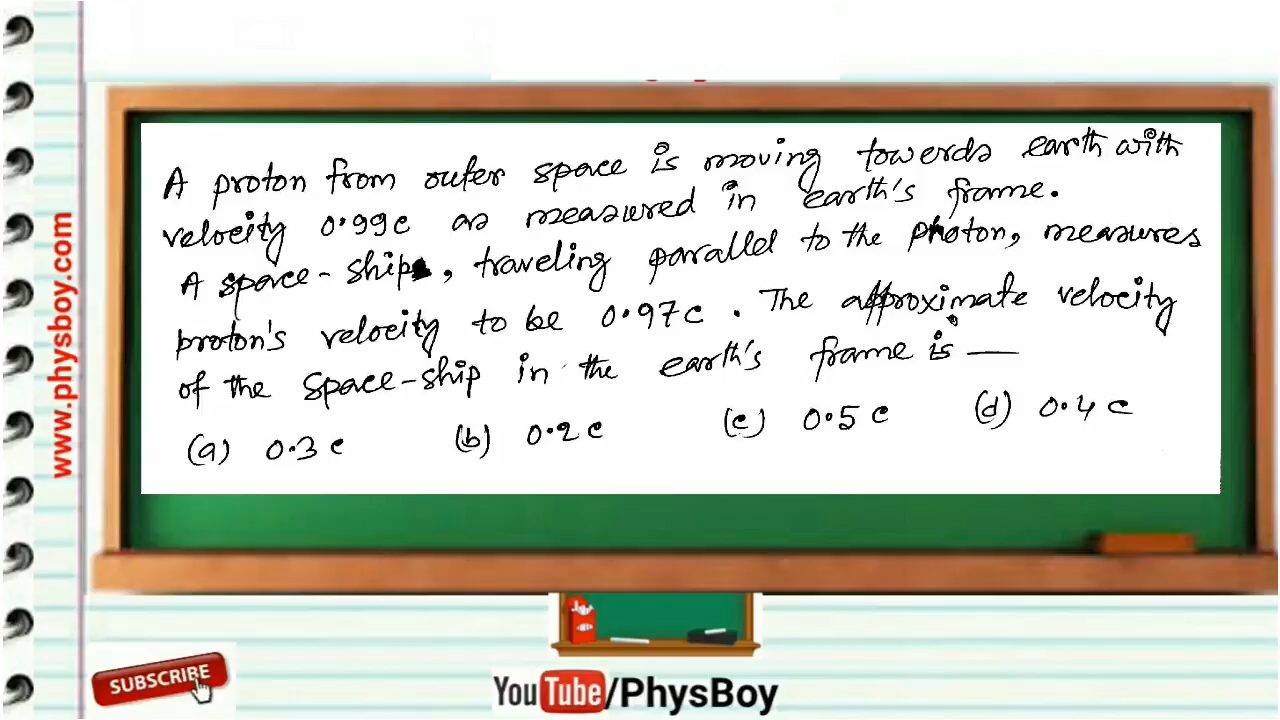 A proton from outer space is moving towards earth with
velocity 0.99c as measured in earth's frame.
A space-ship, traveling parallel to the photon, measures
proton's velocity to be 0.97c. The approximate velocity
of the space-ship in the earth's frame is —
(a) 0.3c (b) 0.2c (c) 0.5c (d) 0.4c
www.physboy.com
SUBSCRIBE
YouTube/PhysBoy